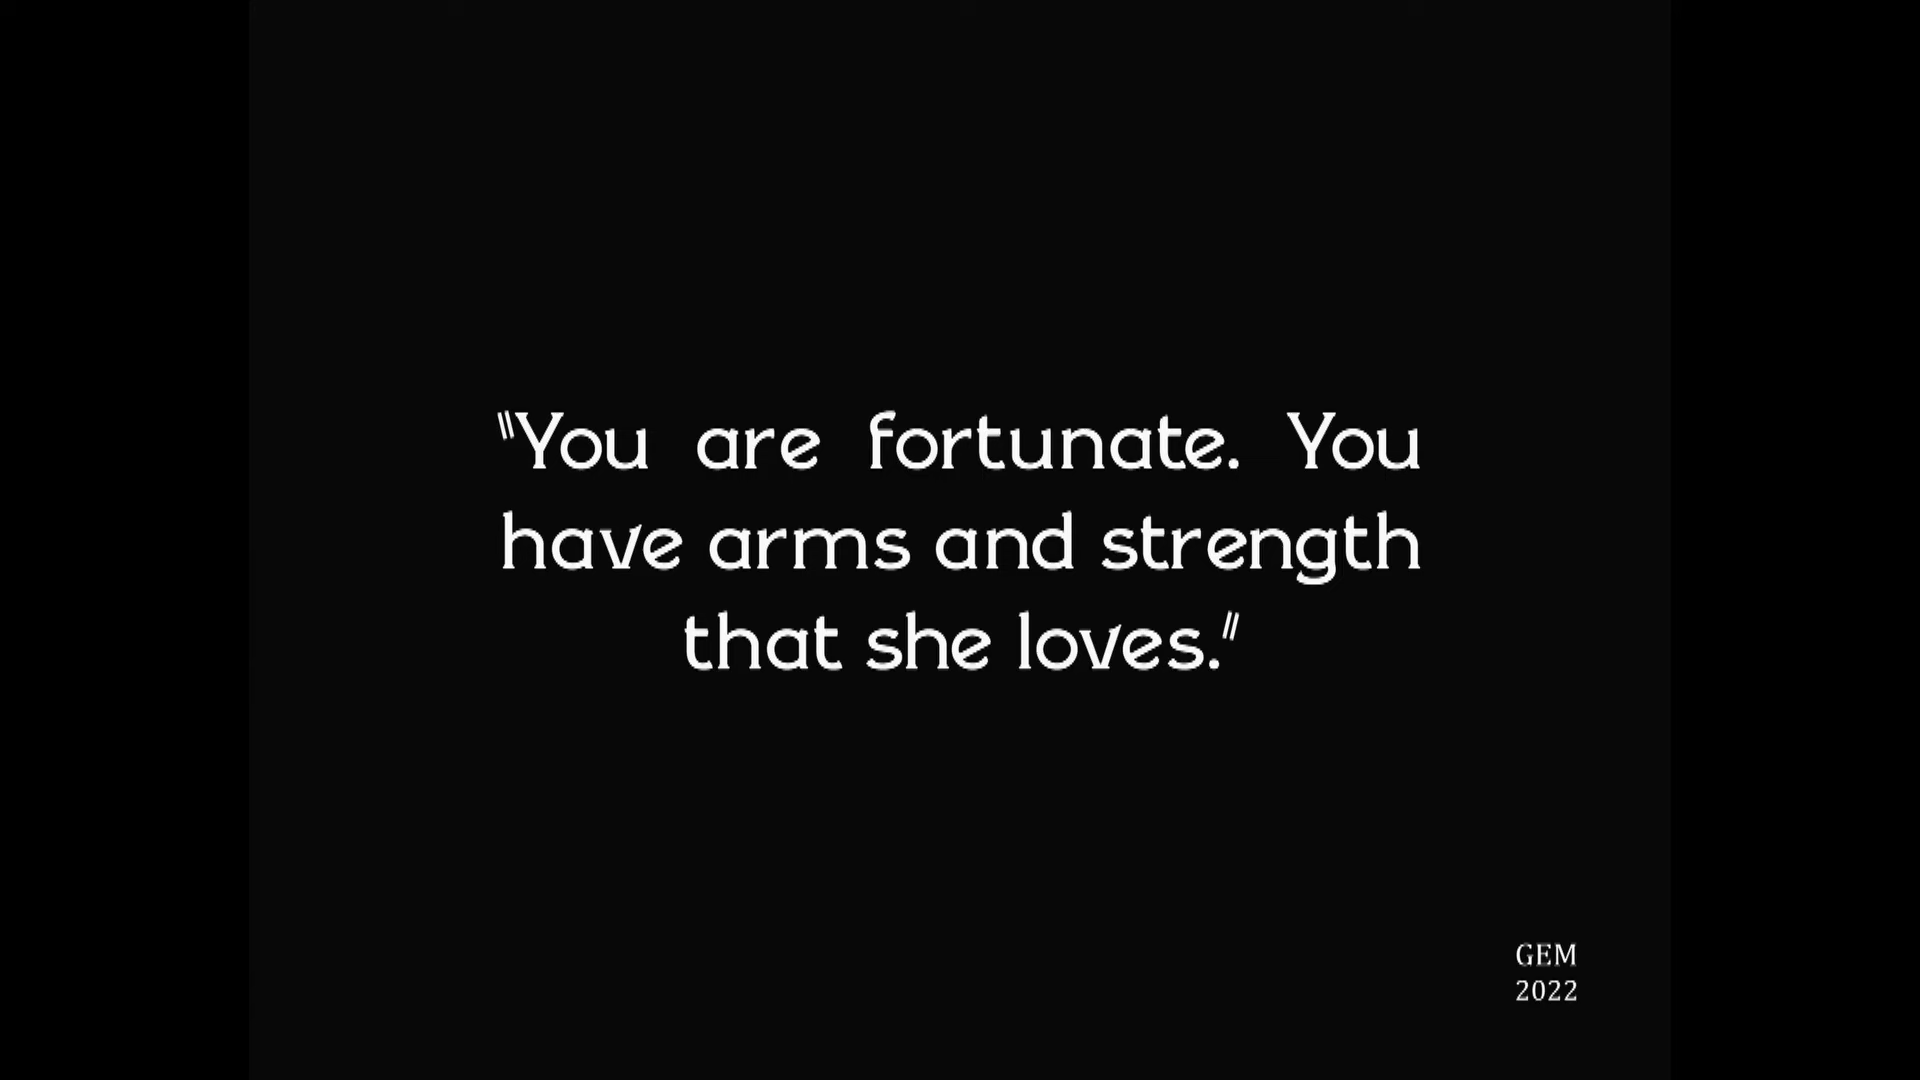 "You are fortunate. You
have arms and strength
that she loves."
GEM
2022